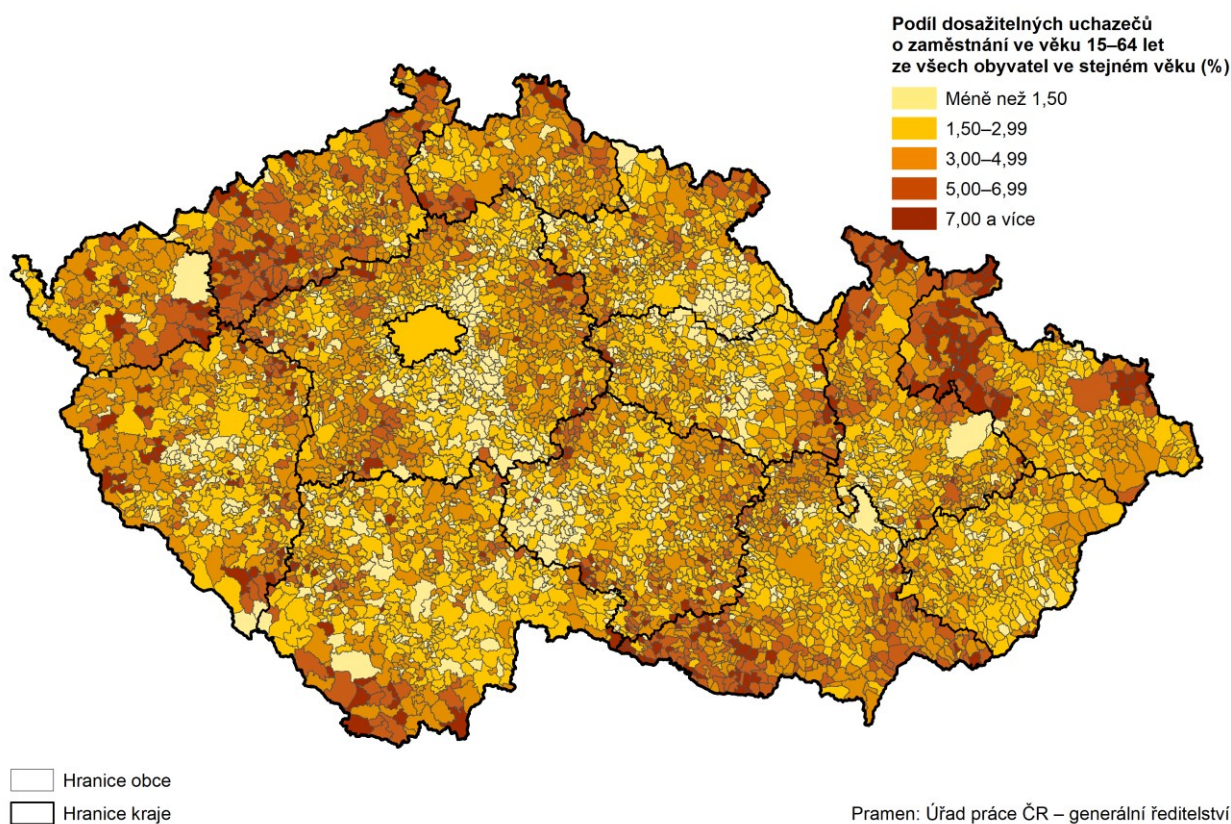 Podíl dosažitelných uchazečů
o zaměstnání ve věku 15–64 let
ze všech obyvatel ve stejném věku (%)
Méně než 1,50
1,50–2,99
3,00–4,99
5,00–6,99
7,00 a více
Hranice obce
Hranice kraje
Pramen: Úřad práce ČR – generální ředitelství